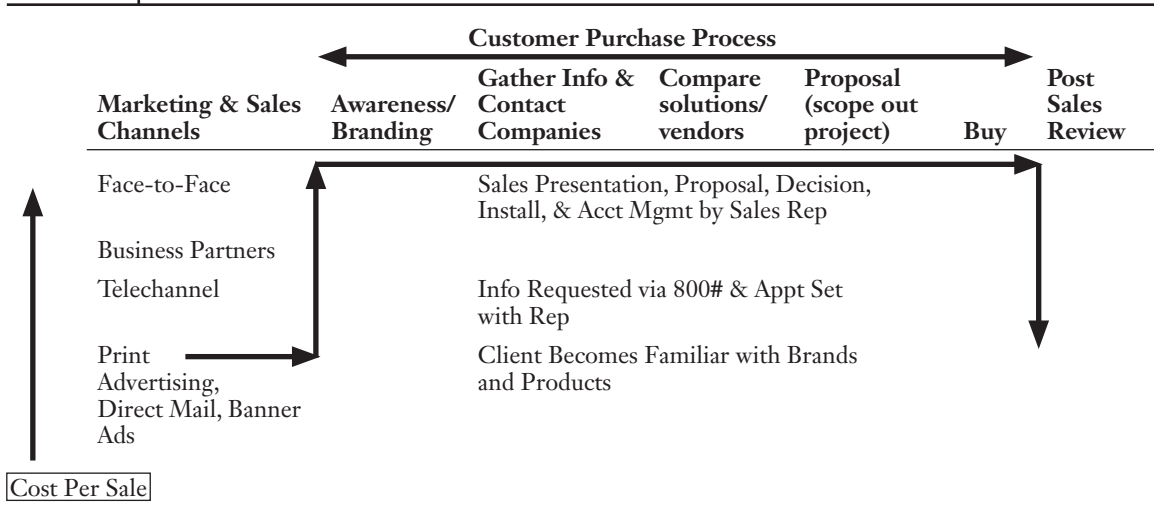 Customer Purchase Process
Marketing & Sales
Channels
Awareness/
Branding
Gather Info &
Contact
Companies
Compare
solutions/
vendors
Proposal
(scope out
project)
Buy
Post
Sales
Review
Face-to-Face
Sales Presentation, Proposal, Decision,
Install, & Acct Mgmt by Sales Rep
Business Partners
Telechannel
Info Requested via 800# & Appt Set
with Rep
Print
Advertising,
Direct Mail, Banner
Ads
Client Becomes Familiar with Brands
and Products
Cost Per Sale